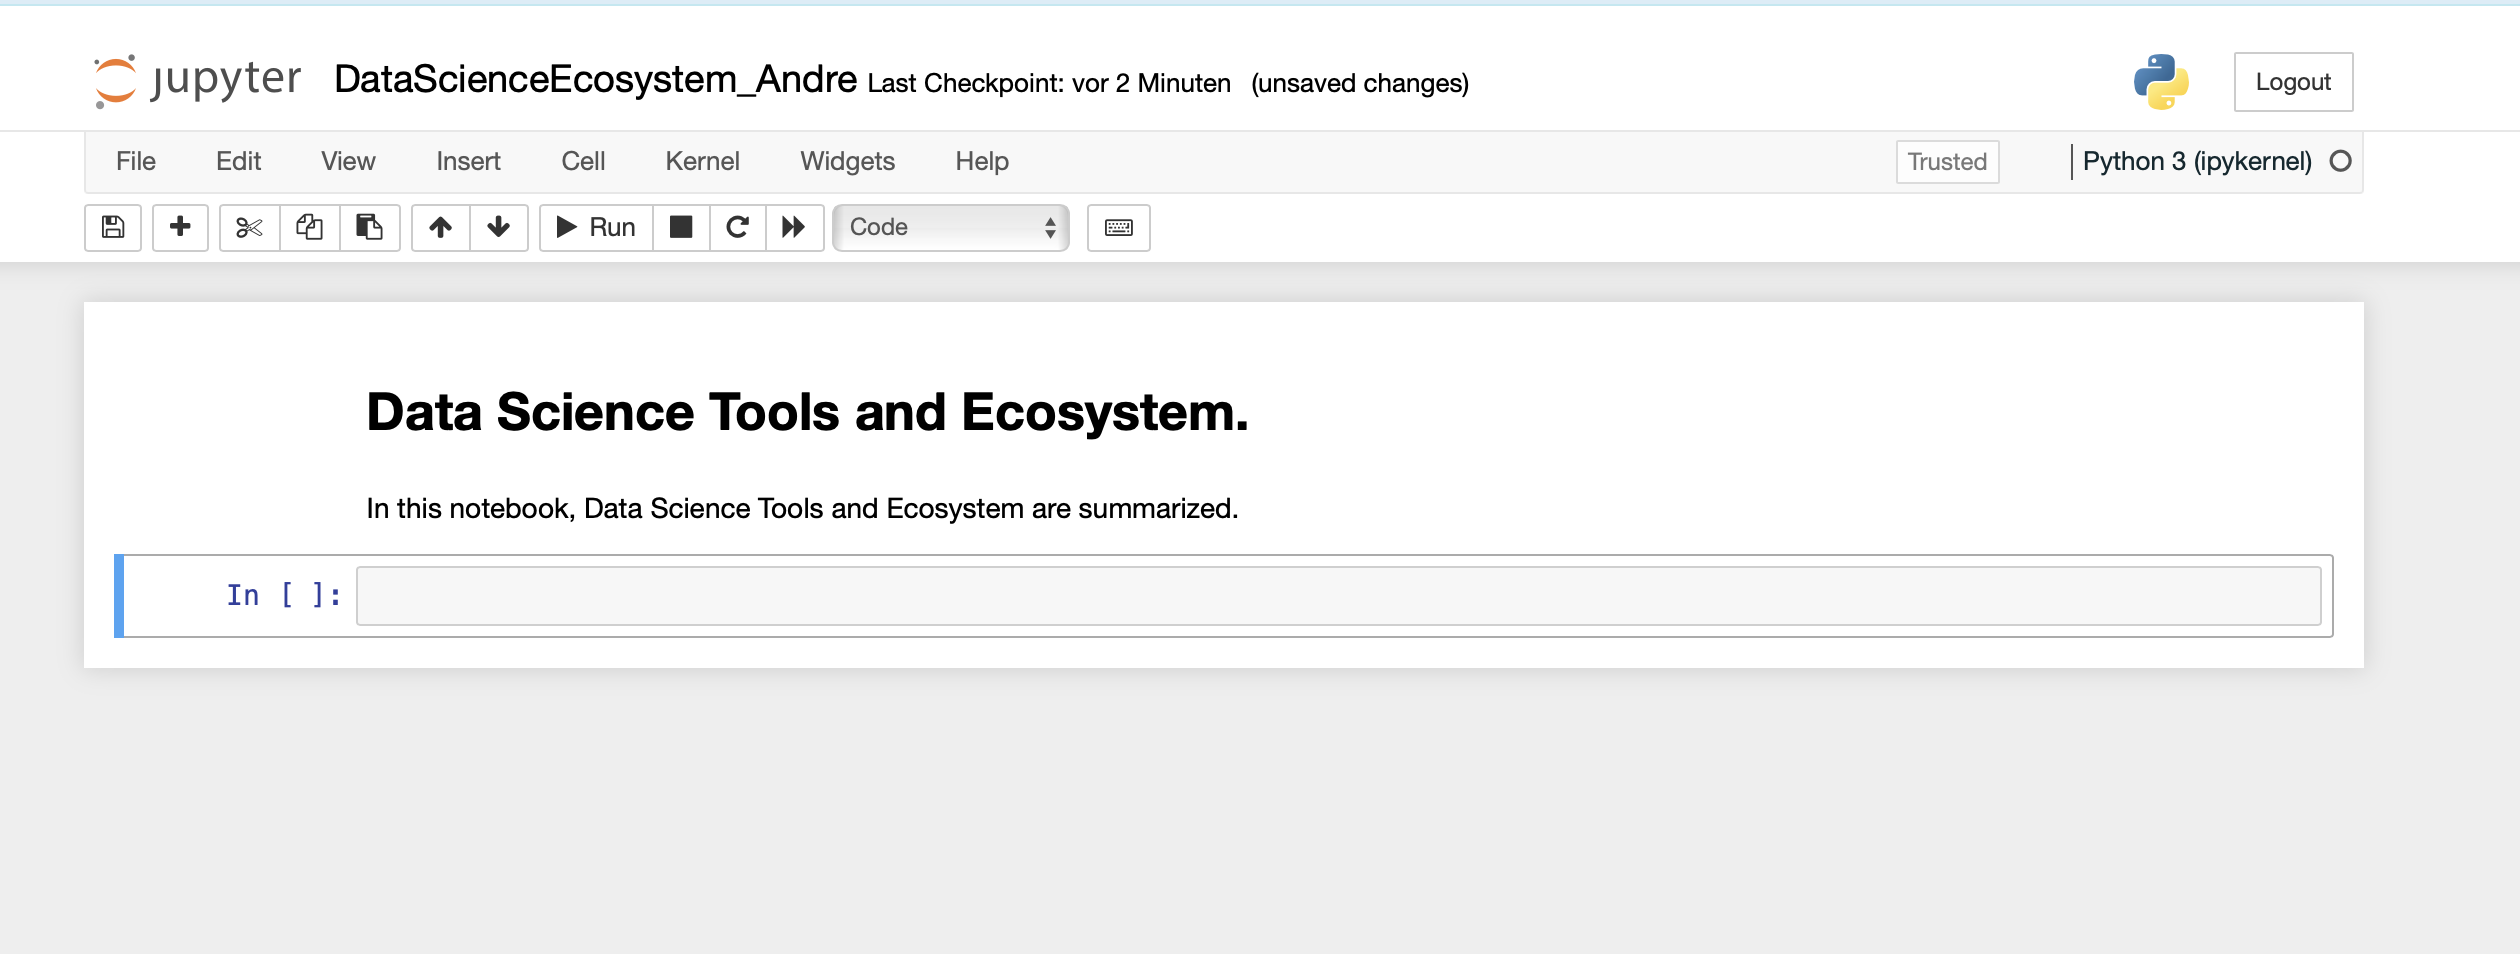 jupyter DataScienceEcosystem_Andre Last Checkpoint: vor 2 Minuten (unsaved changes) Logout
File Edit View Insert Cell Kernel Widgets Help Trusted Python 3 (ipykernel)
Run Code
Data Science Tools and Ecosystem.
In this notebook, Data Science Tools and Ecosystem are summarized.
In [ ]: